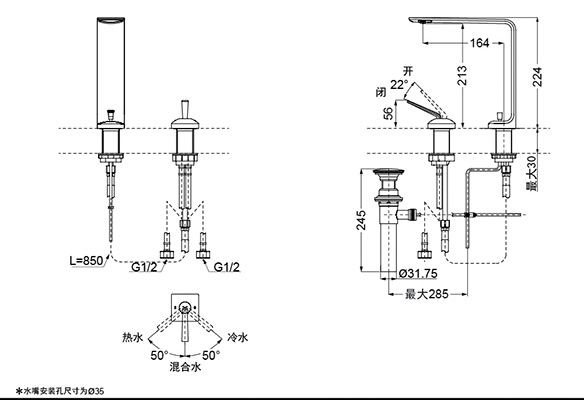 164
213
224
开
22°
闭
56
最大30
245
Ø31.75
最大285
L=850
G1/2
G1/2
热水
冷水
50°
50°
混合水
*水嘴安装孔尺寸为Ø35